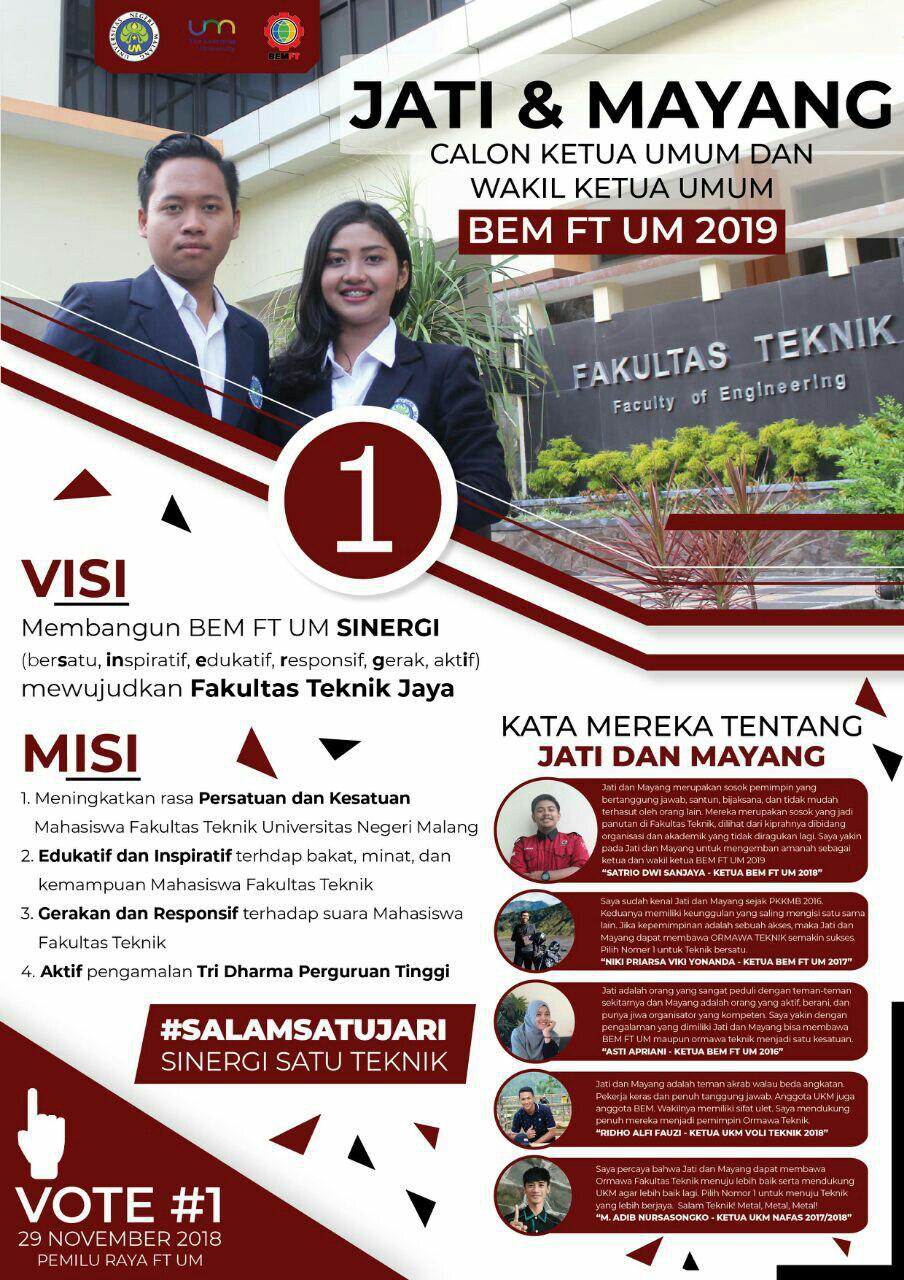 UNIVERSITAS NEGERI MALANG
UM
um
The Learning
University
BEMFT
JATI & MAYANG
CALON KETUA UMUM DAN
WAKIL KETUA UMUM
BEM FT UM 2019
FAKULTAS TEKNIK
Faculty of Engineering
1
VISI
Membangun BEM FT UM SINERGI
(bersatu, inspiratif, edukatif, responsif, gerak, aktif)
mewujudkan Fakultas Teknik Jaya
MISI
1. Meningkatkan rasa Persatuan dan Kesatuan
Mahasiswa Fakultas Teknik Universitas Negeri Malang
2. Edukatif dan Inspiratif terhdap bakat, minat, dan
kemampuan Mahasiswa Fakultas Teknik
3. Gerakan dan Responsif terhadap suara Mahasiswa
Fakultas Teknik
4. Aktif pengamalan Tri Dharma Perguruan Tinggi
#SALAMSATUJARI
SINERGI SATU TEKNIK
VOTE #1
29 NOVEMBER 2018
PEMILU RAYA FT UM
KATA MEREKA TENTANG
JATI DAN MAYANG
Jati dan Mayang merupakan sosok pemimpin yang
bertanggung jawab, santun, bijaksana, dan tidak mudah
terhasut oleh orang lain. Mereka merupakan sosok yang jadi
panutan di Fakultas Teknik, dilihat dari kiprahnya dibidang
organisasi dan akademik yang tidak diragukan lagi. Saya yakin
pada Jati dan Mayang untuk mengemban amanah sebagai
ketua dan wakil ketua BEM FT UM 2019
“SATRIO DWI SANJAYA - KETUA BEM FT UM 2018”
Saya sudah kenal Jati dan Mayang sejak PKKMB 2016.
Keduanya memiliki keunggulan yang saling mengisi satu sama
lain. Jika kepemimpinan adalah sebuah akses, maka Jati dan
Mayang dapat membawa ORMAWA TEKNIK semakin sukses.
Pilih Nomer 1 untuk Teknik bersatu.
“NIKI PRIARSA VIKI YONANDA - KETUA BEM FT UM 2017”
Jati adalah orang yang sangat peduli dengan teman-teman
sekitarnya dan Mayang adalah orang yang aktif, berani, dan
punya jiwa organisator yang kompeten. Saya yakin dengan
pengalaman yang dimiliki Jati dan Mayang bisa membawa
BEM FT UM maupun ormawa teknik menjadi satu kesatuan.
“ASTI APRIANI - KETUA BEM FT UM 2016”
Jati dan Mayang adalah teman akrab walau beda angkatan.
Pekerja keras dan penuh tanggung jawab. Anggota UKM juga
anggota BEM. Wakilnya memiliki sifat ulet. Saya mendukung
penuh mereka menjadi pemimpin Ormawa Teknik.
“RIDHO ALFI FAUZI - KETUA UKM VOLI TEKNIK 2018”
Saya percaya bahwa Jati dan Mayang dapat membawa
Ormawa Fakultas Teknik menuju lebih baik serta mendukung
UKM agar lebih baik lagi. Pilih Nomor 1 untuk menuju Teknik
yang lebih berjaya. Salam Teknik! Metal, Metal, Metal!
“M. ADIB NURSASONGKO - KETUA UKM NAFAS 2017/2018”